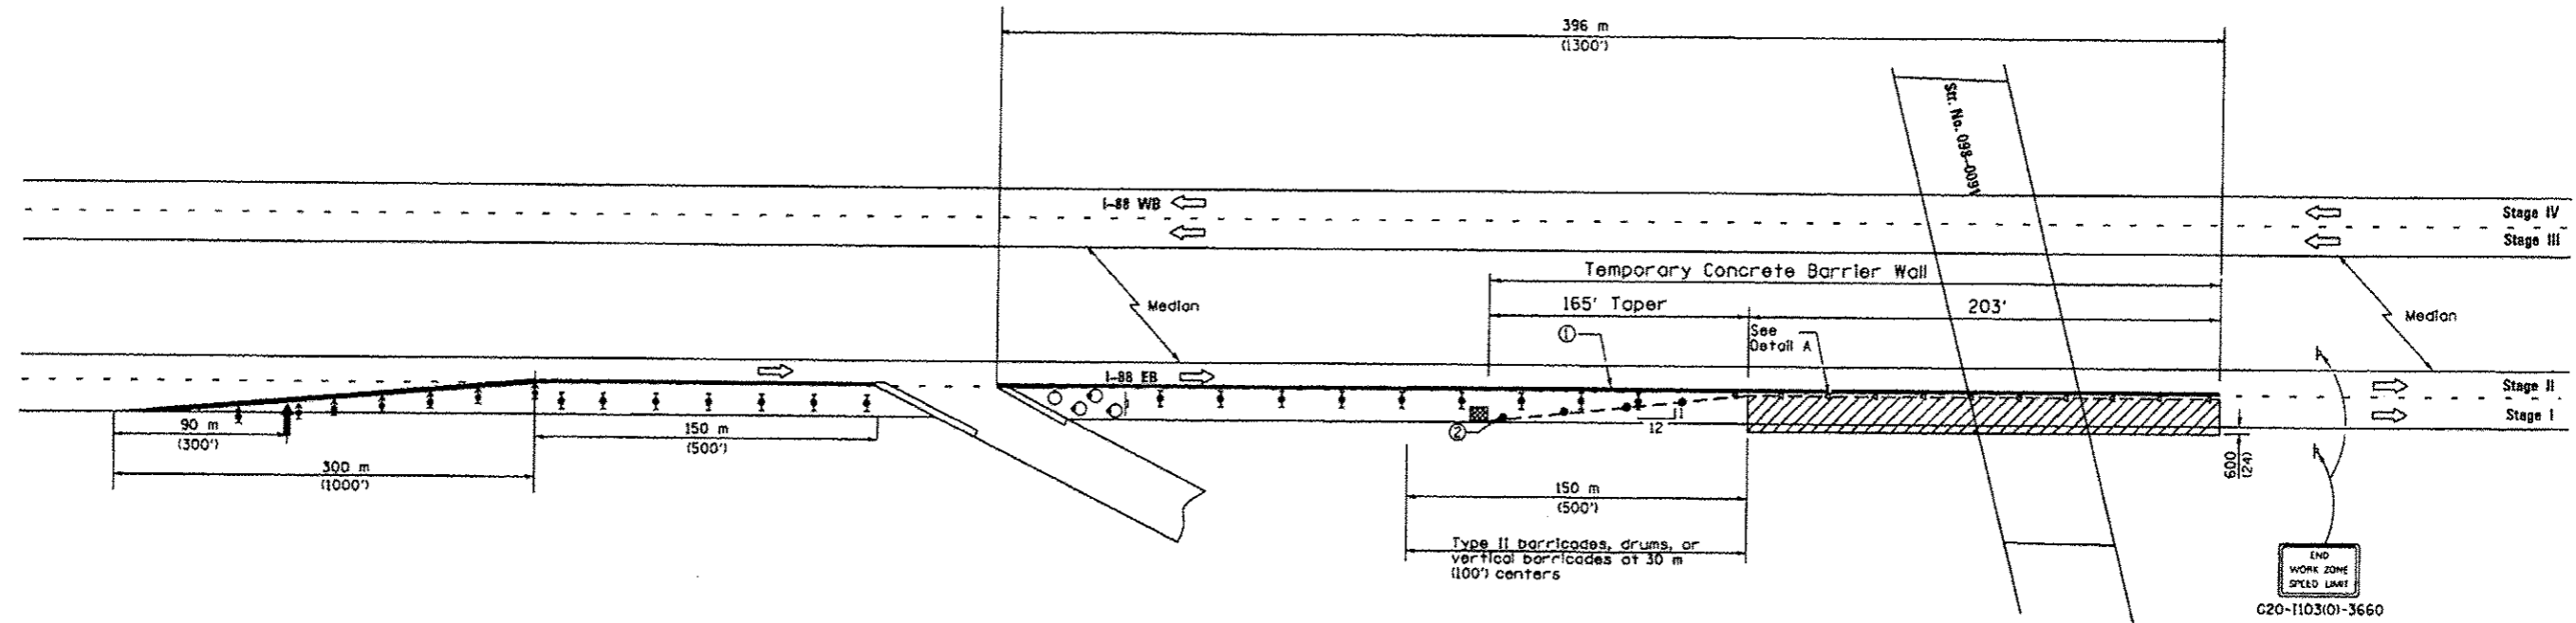 396 m
(1300')
Str. No. 098-0091
I-88 WB
Stage IV
Stage III
Temporary Concrete Barrier Wall
165' Taper
203'
Median
Median
1
See
Detail A
I-88 EB
Stage II
Stage I
90 m
(300')
150 m
(500')
2
1
12
300 m
(1000')
600
(24)
150 m
(500')
Type II barricades, drums, or
vertical barricades at 30 m
(100') centers
END
WORK ZONE
SPEED LIMIT
G20-I103(0)-3660